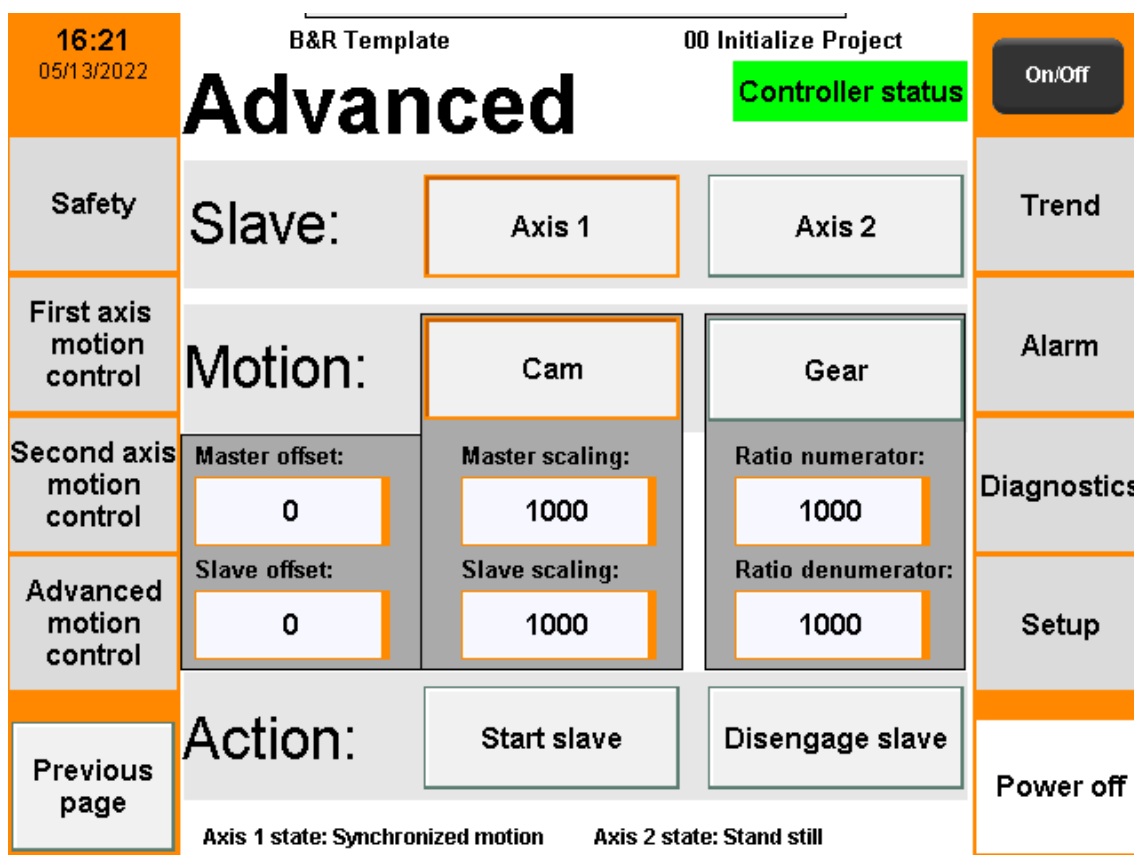 16:21
05/13/2022
B&R Template
00 Initialize Project
Advanced
Controller status
On/Off
Safety
Slave:
Axis 1
Axis 2
Trend
First axis
motion
control
Motion:
Cam
Gear
Alarm
Second axis
motion
control
Master offset:
Master scaling:
Ratio numerator:
0
1000
1000
Diagnostics
Slave offset:
Slave scaling:
Ratio denumerator:
0
1000
1000
Advanced
motion
control
Setup
Action:
Start slave
Disengage slave
Previous
page
Power off
Axis 1 state: Synchronized motion
Axis 2 state: Stand still